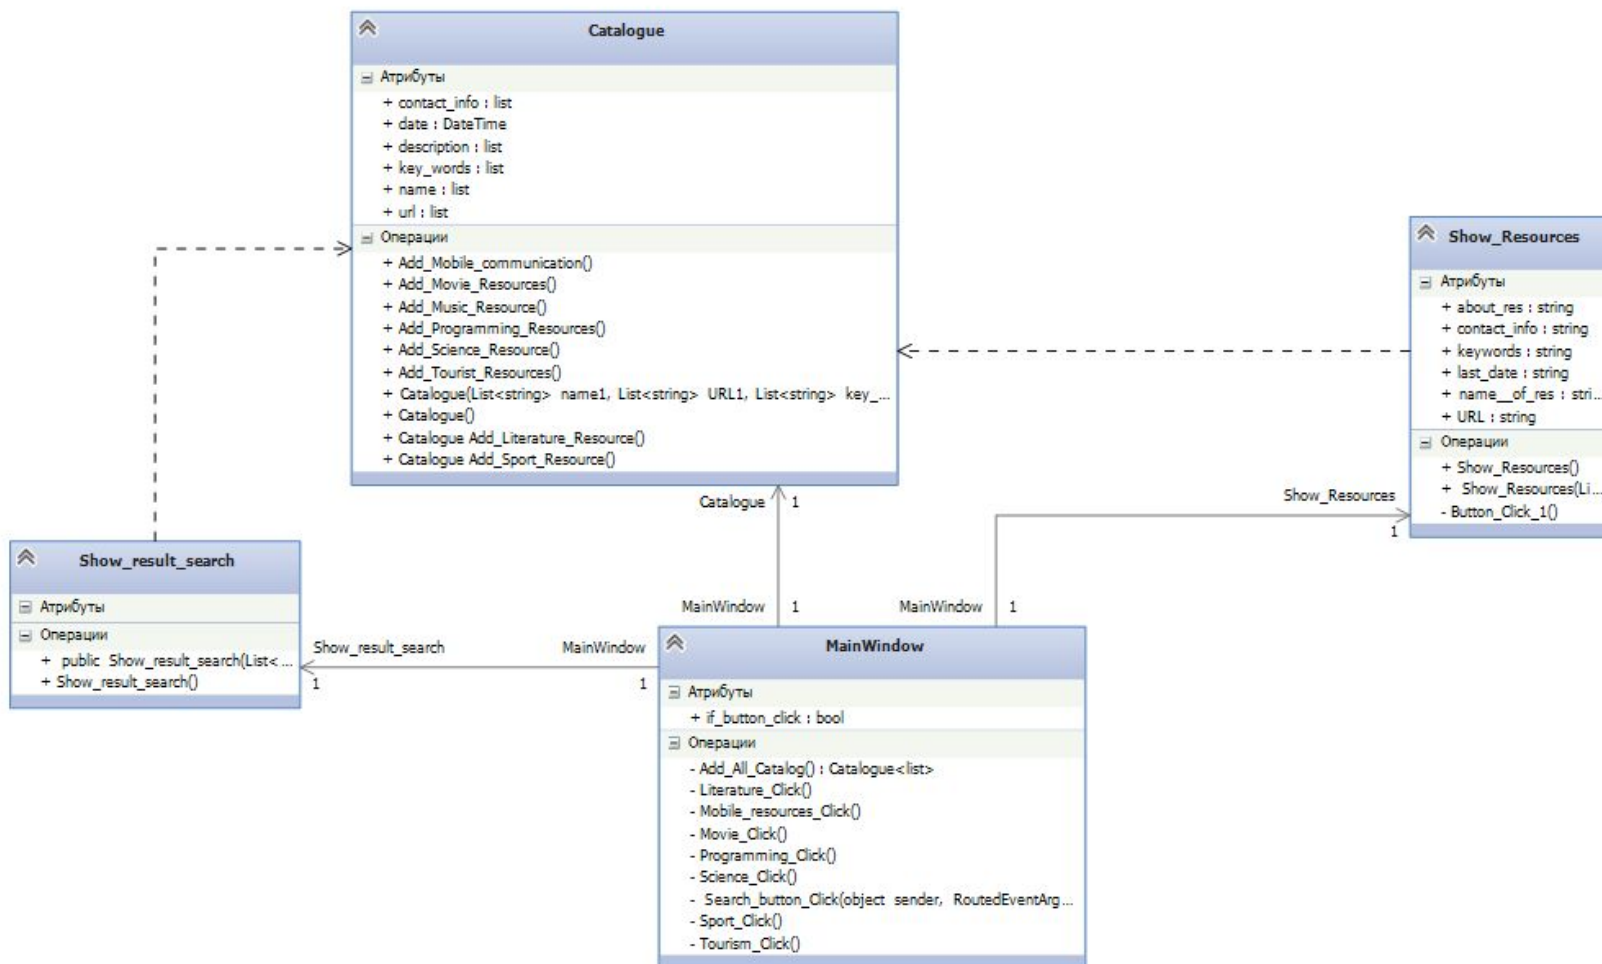 Catalogue
Атрибуты
+ contact_info : list
+ date : DateTime
+ description : list
+ key_words : list
+ name : list
+ url : list
Операции
+ Add_Mobile_communication()
+ Add_Movie_Resources()
+ Add_Music_Resource()
+ Add_Programming_Resources()
+ Add_Science_Resource()
+ Add_Tourist_Resources()
+ Catalogue(List<string> name1, List<string> URL1, List<string> key_...
+ Catalogue()
+ Catalogue Add_Literature_Resource()
+ Catalogue Add_Sport_Resource()
Show_Resources
Атрибуты
+ about_res : string
+ contact_info : string
+ keywords : string
+ last_date : string
+ name__of_res : stri...
+ URL : string
Операции
+ Show_Resources()
+ Show_Resources(Li...
- Button_Click_1()
Catalogue 1
Show_Resources
1
Show_result_search
Атрибуты
Операции
+ public Show_result_search(List< ...
+ Show_result_search()
MainWindow 1
MainWindow 1
Show_result_search
MainWindow
1
1
MainWindow
Атрибуты
+ if_button_click : bool
Операции
- Add_All_Catalog() : Catalogue<list>
- Literature_Click()
- Mobile_resources_Click()
- Movie_Click()
- Programming_Click()
- Science_Click()
- Search_button_Click(object sender, RoutedEventArg...
- Sport_Click()
- Tourism_Click()